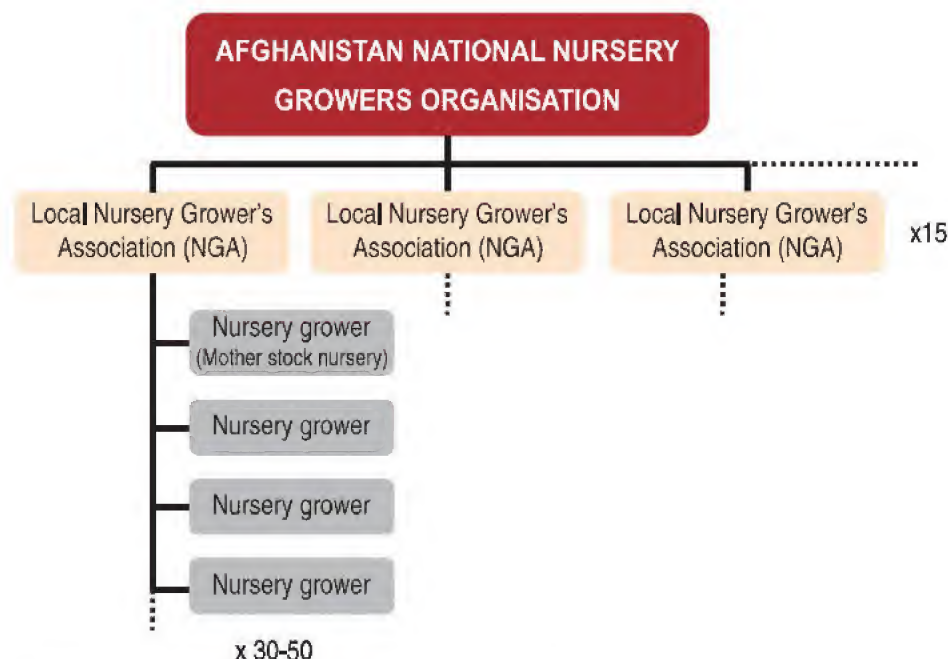 AFGHANISTAN NATIONAL NURSERY
GROWERS ORGANISATION
Local Nursery Grower's
Association (NGA)
Local Nursery Grower's
Association (NGA)
Local Nursery Grower's
Association (NGA)
x15
Nursery grower
(Mother stock nursery)
Nursery grower
Nursery grower
Nursery grower
x 30-50